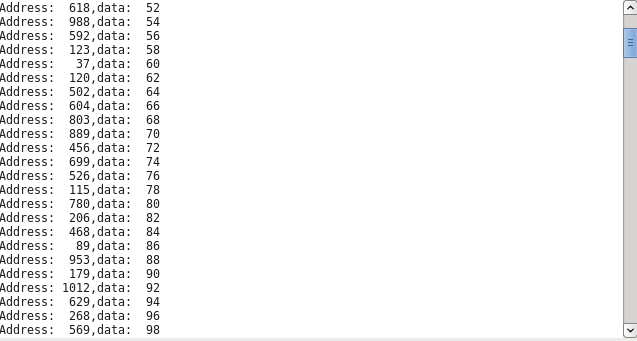 Address:  618,data:  52
Address:  988,data:  54
Address:  592,data:  56
Address:  123,data:  58
Address:   37,data:  60
Address:  120,data:  62
Address:  502,data:  64
Address:  604,data:  66
Address:  803,data:  68
Address:  889,data:  70
Address:  456,data:  72
Address:  699,data:  74
Address:  526,data:  76
Address:  115,data:  78
Address:  780,data:  80
Address:  206,data:  82
Address:  468,data:  84
Address:   89,data:  86
Address:  953,data:  88
Address:  179,data:  90
Address: 1012,data:  92
Address:  629,data:  94
Address:  268,data:  96
Address:  569,data:  98